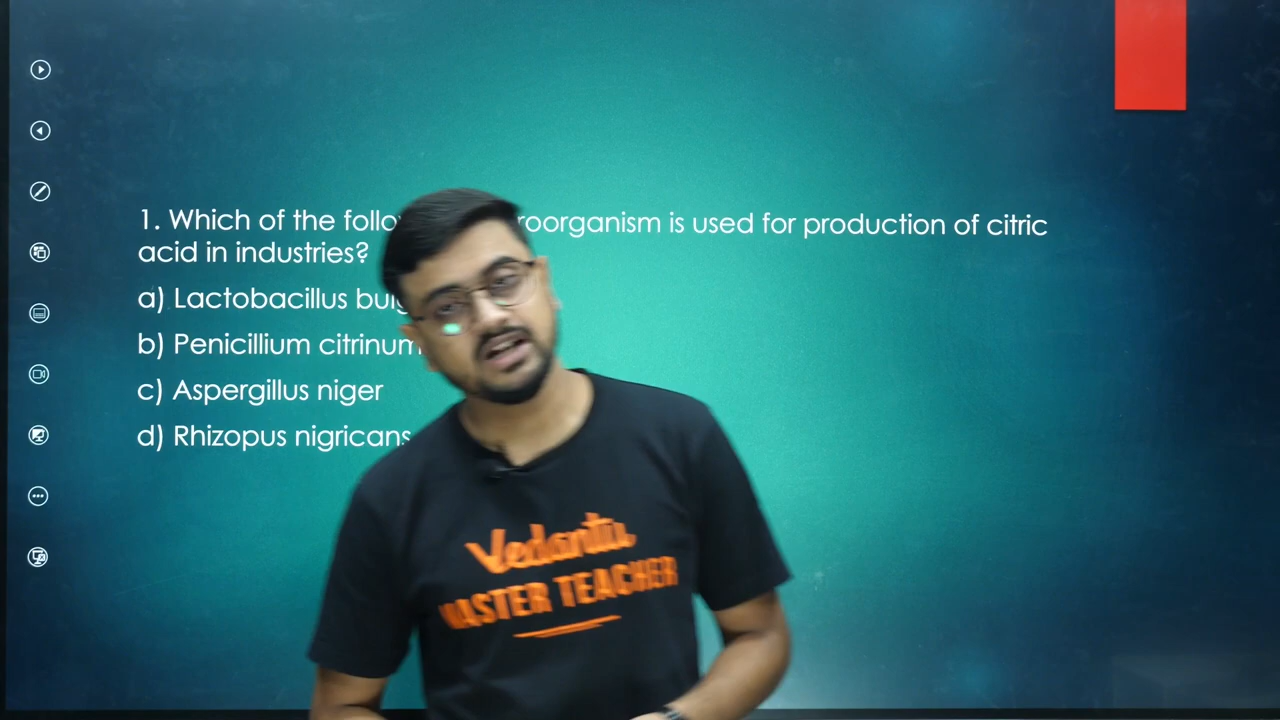 1. Which of the follo roorganism is used for production of citric
acid in industries?
a) Lactobacillus bulg
b) Penicillium citrinum
c) Aspergillus niger
d) Rhizopus nigricans
Vedantu
MASTER TEACHER